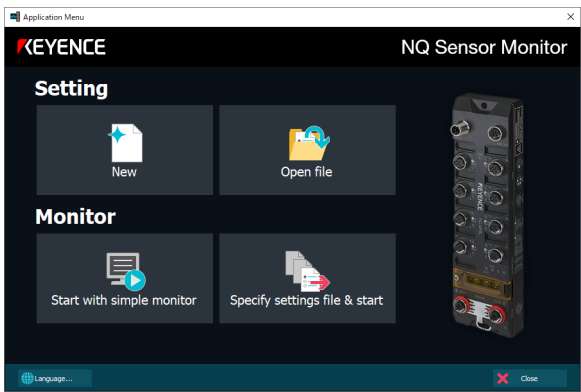 Application Menu
KEYENCE
NQ Sensor Monitor
Setting
New
Open file
Monitor
Start with simple monitor
Specify settings file & start
KEYENCE
Language...
Close